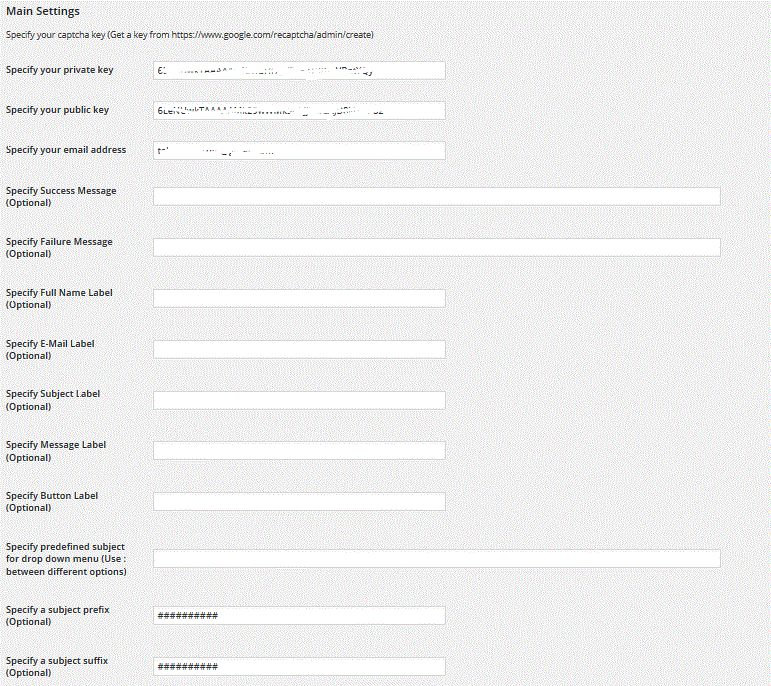 Main Settings
Specify your captcha key (Get a key from https://www.google.com/recaptcha/admin/create)
Specify your private key
Specify your public key
Specify your email address
Specify Success Message
(Optional)
Specify Failure Message
(Optional)
Specify Full Name Label
(Optional)
Specify E-Mail Label
(Optional)
Specify Subject Label
(Optional)
Specify Message Label
(Optional)
Specify Button Label
(Optional)
Specify predefined subject
for drop down menu (Use :
between different options)
Specify a subject prefix
(Optional)
##########
Specify a subject suffix
(Optional)
##########